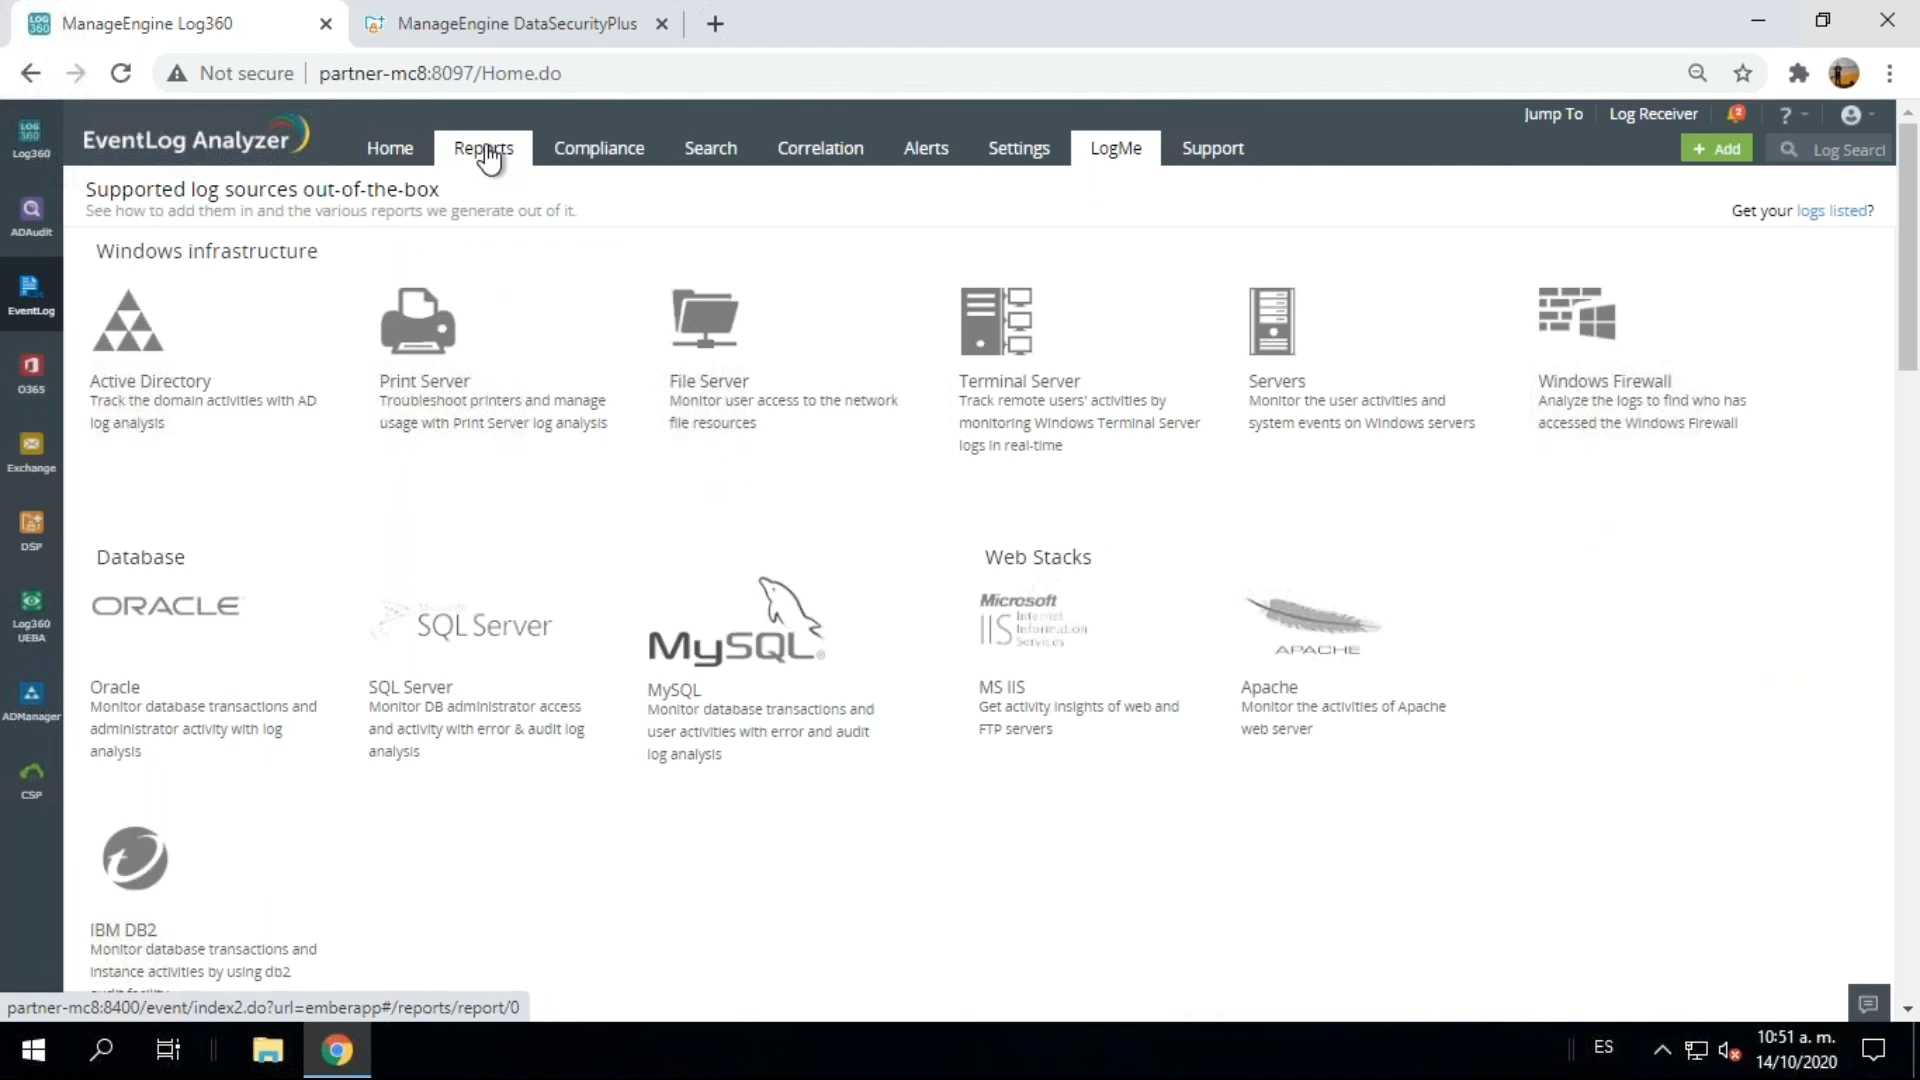 ManageEngine Log360
ManageEngine DataSecurityPlus
Not secure
partner-mc8:8097/Home.do
Jump To
Log Receiver
EventLog Analyzer
Home
Reports
Compliance
Search
Correlation
Alerts
Settings
LogMe
Support
+ Add
Log Searcl
LOG
360
Log360
ADAudit
EventLog
O365
Exchange
DSP
Log360
UEBA
ADManager
CSP
Supported log sources out-of-the-box
See how to add them in and the various reports we generate out of it.
Get your logs listed?
Windows infrastructure
Active Directory
Track the domain activities with AD
log analysis
Print Server
Troubleshoot printers and manage
usage with Print Server log analysis
File Server
Monitor user access to the network
file resources
Terminal Server
Track remote users' activities by
monitoring Windows Terminal Server
logs in real-time
Servers
Monitor the user activities and
system events on Windows servers
Windows Firewall
Analyze the logs to find who has
accessed the Windows Firewall
Database
ORACLE
Oracle
Monitor database transactions and
administrator activity with log
analysis
Microsoft
SQL Server
SQL Server
Monitor DB administrator access
and activity with error & audit log
analysis
MySQL
MySQL
Monitor database transactions and
user activities with error and audit
log analysis
Web Stacks
Microsoft
IIS Internet
Information
Services
MS IIS
Get activity insights of web and
FTP servers
APACHE
Apache
Monitor the activities of Apache
web server
IBM DB2
Monitor database transactions and
instance activities by using db2
audit facility
partner-mc8:8400/event/index2.do?url=emberapp#/reports/report/0
ES
10:51 a. m.
14/10/2020